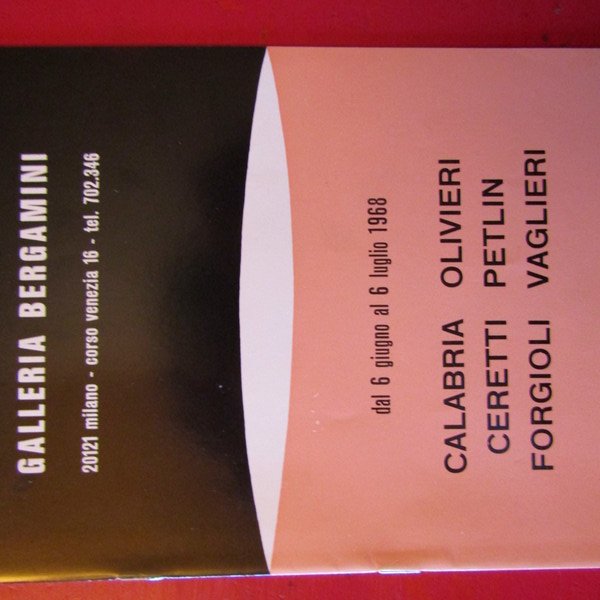 GALLERIA BERGAMINI
20121 milano - corso venezia 16 - tel. 702.346
dal 6 giugno al 6 luglio 1968
CALABRIA OLIVIERI
CERETTI PETLIN
FORGIOLI VAGLIERI